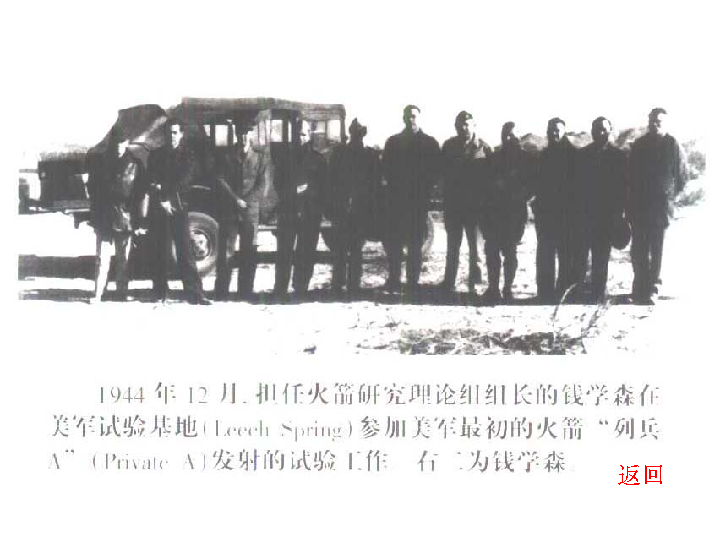 1944 年 12 月,担任火箭研究理论组组长的钱学森在
美军试验基地(Leech Spring)参加美军最初的火箭“列兵
A”(Private A)发射的试验工作。右二为钱学森。
返回